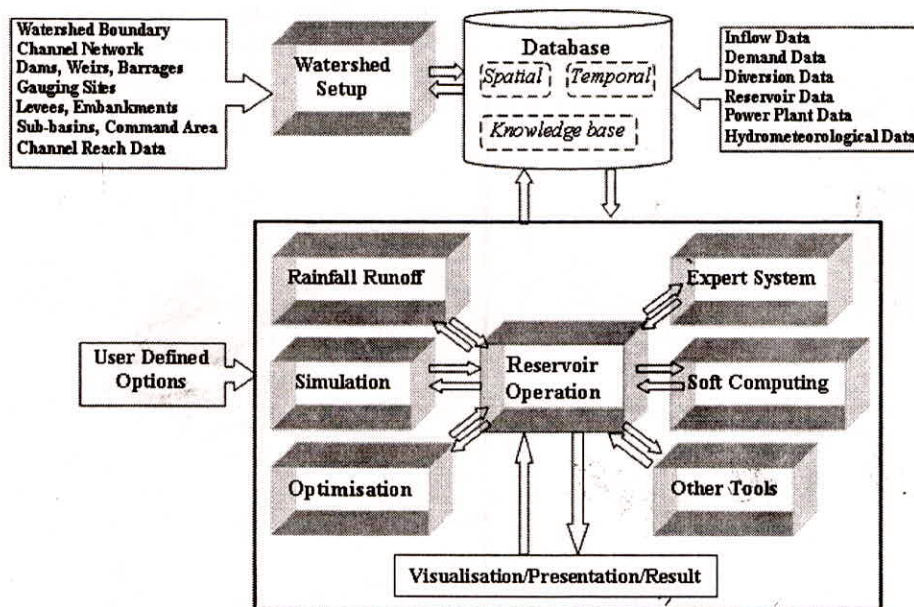 Watershed Boundary
Channel Network
Dams, Weirs, Barrages
Gauging Sites
Levees, Embankments
Sub-basins, Command Area
Channel Reach Data
Watershed
Setup
Database
Spatial
Temporal
Knowledge base
Inflow Data
Demand Data
Diversion Data
Reservoir Data
Power Plant Data
Hydrometeorological Data
User Defined
Options
Rainfall Runoff
Simulation
Optimisation
Reservoir
Operation
Expert System
Soft Computing
Other Tools
Visualisation/Presentation/Result